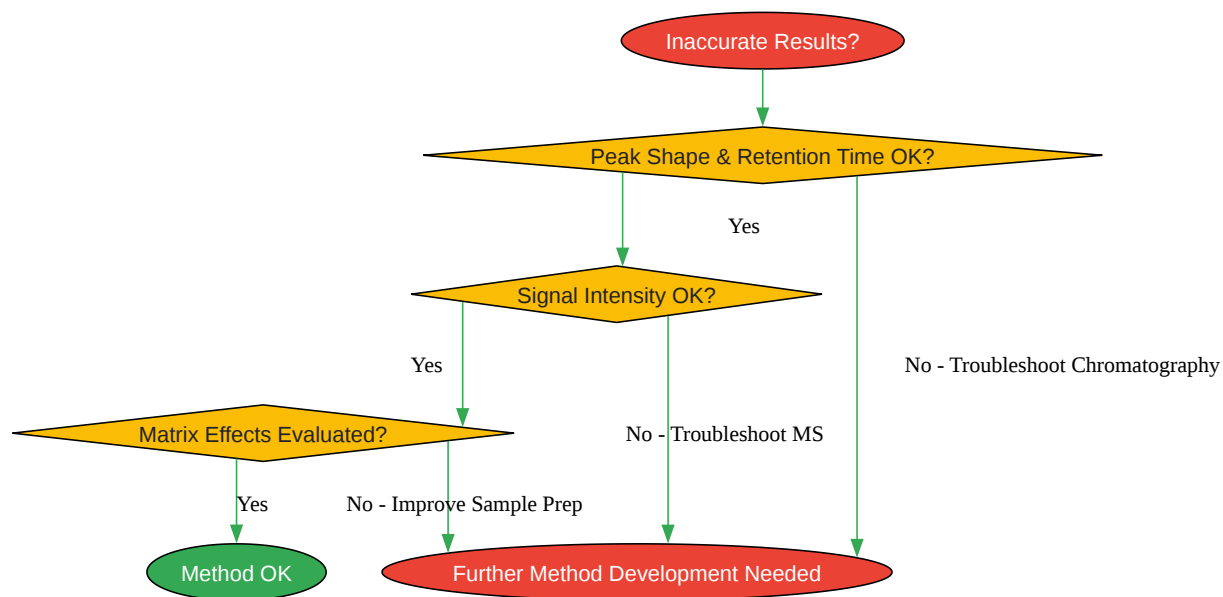 Inaccurate Results?
Peak Shape & Retention Time OK?
Yes
Signal Intensity OK?
Yes
No - Troubleshoot Chromatography
Matrix Effects Evaluated?
No - Troubleshoot MS
Yes
No - Improve Sample Prep
Method OK
Further Method Development Needed